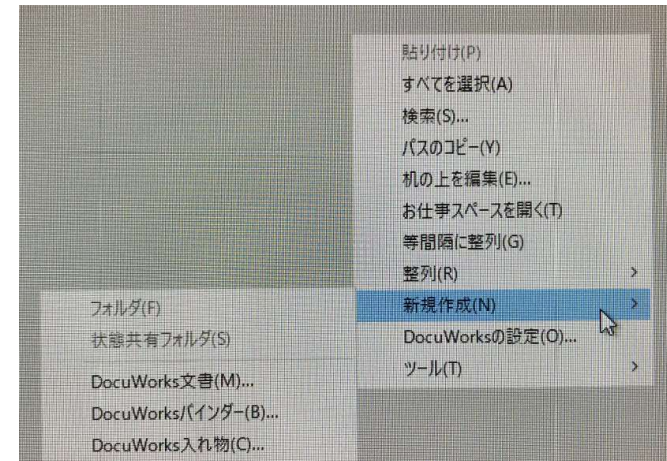 貼り付け(P)
すべてを選択(A)
検索(S)...
パスのコピー(Y)
机の上を編集(E)...
お仕事スペースを開く(T)
等間隔に整列(G)
整列(R)
新規作成(N)
DocuWorksの設定(O)...
ツール(T)
フォルダ(F)
状態共有フォルダ(S)
DocuWorks文書(M)...
DocuWorksバインダー(B)...
DocuWorks入れ物(C)...